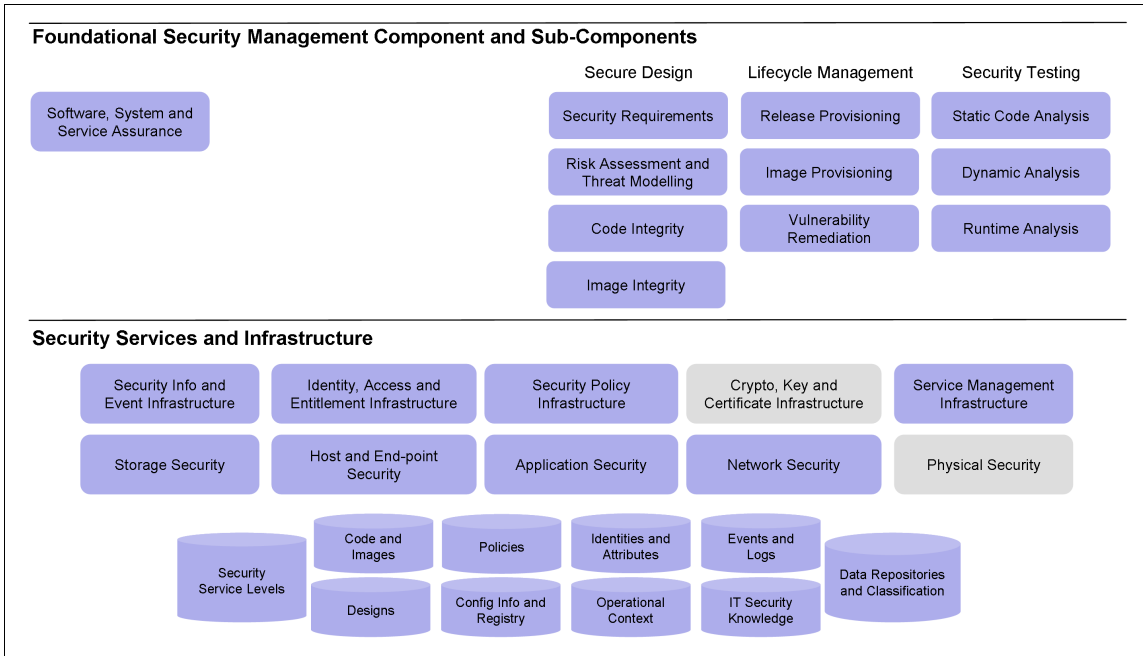 Foundational Security Management Component and Sub-Components
Secure Design
Lifecycle Management
Security Testing
Software, System and
Service Assurance
Security Requirements
Release Provisioning
Static Code Analysis
Risk Assessment and
Threat Modelling
Image Provisioning
Dynamic Analysis
Code Integrity
Vulnerability
Remediation
Runtime Analysis
Image Integrity
Security Services and Infrastructure
Security Info and
Event Infrastructure
Identity, Access and
Entitlement Infrastructure
Security Policy
Infrastructure
Crypto, Key and
Certificate Infrastructure
Service Management
Infrastructure
Storage Security
Host and End-point
Security
Application Security
Network Security
Physical Security
Security
Service Levels
Code and
Images
Policies
Identities and
Attributes
Events and
Logs
Data Repositories
and Classification
Designs
Config Info and
Registry
Operational
Context
IT Security
Knowledge